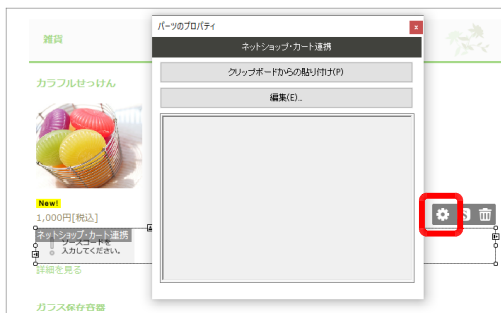 雑貨
カラフルせっけん
New!
1,000円[税込]
ネットショップ・カート連携
ソースコードを
入力してください。
詳細を見る
ガラス保存容器
パーツのプロパティ
x
ネットショップ・カート連携
クリップボードからの貼り付け(P)
編集(E)...
S